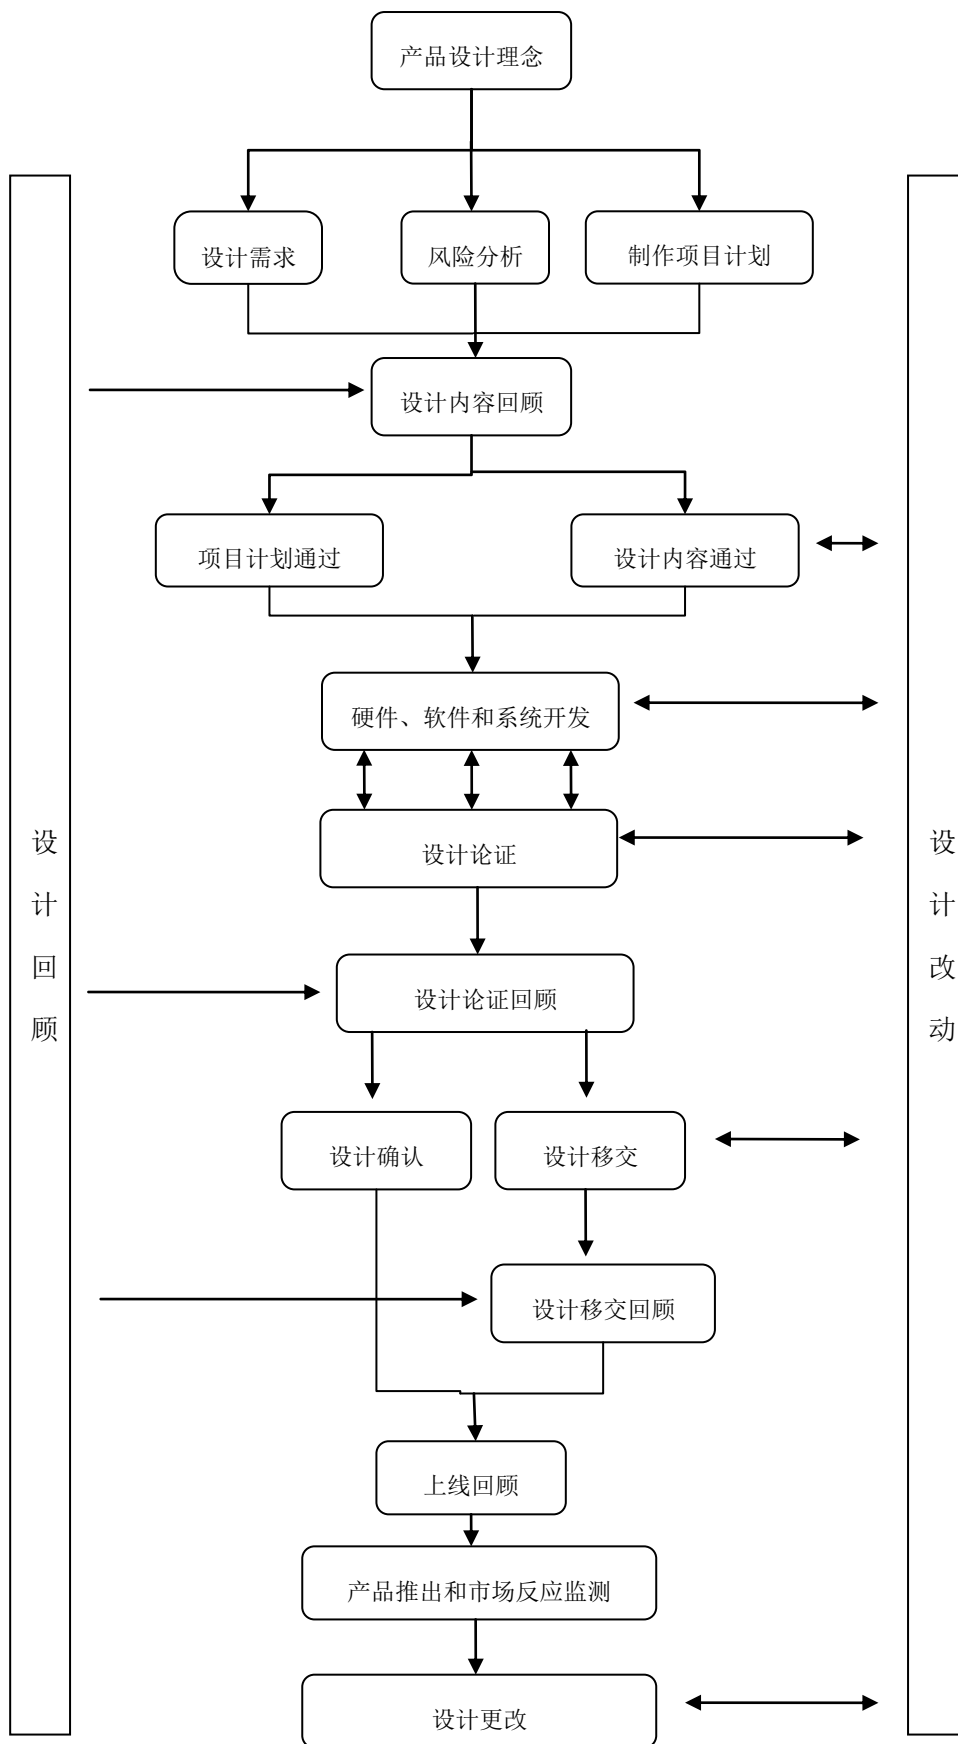 产品设计理念
设计需求
风险分析
制作项目计划
设计内容回顾
项目计划通过
设计内容通过
硬件、软件和系统开发
设计论证
设计论证回顾
设计确认
设计移交
设计移交回顾
上线回顾
产品推出和市场反应监测
设计更改
设计回顾
设计改动